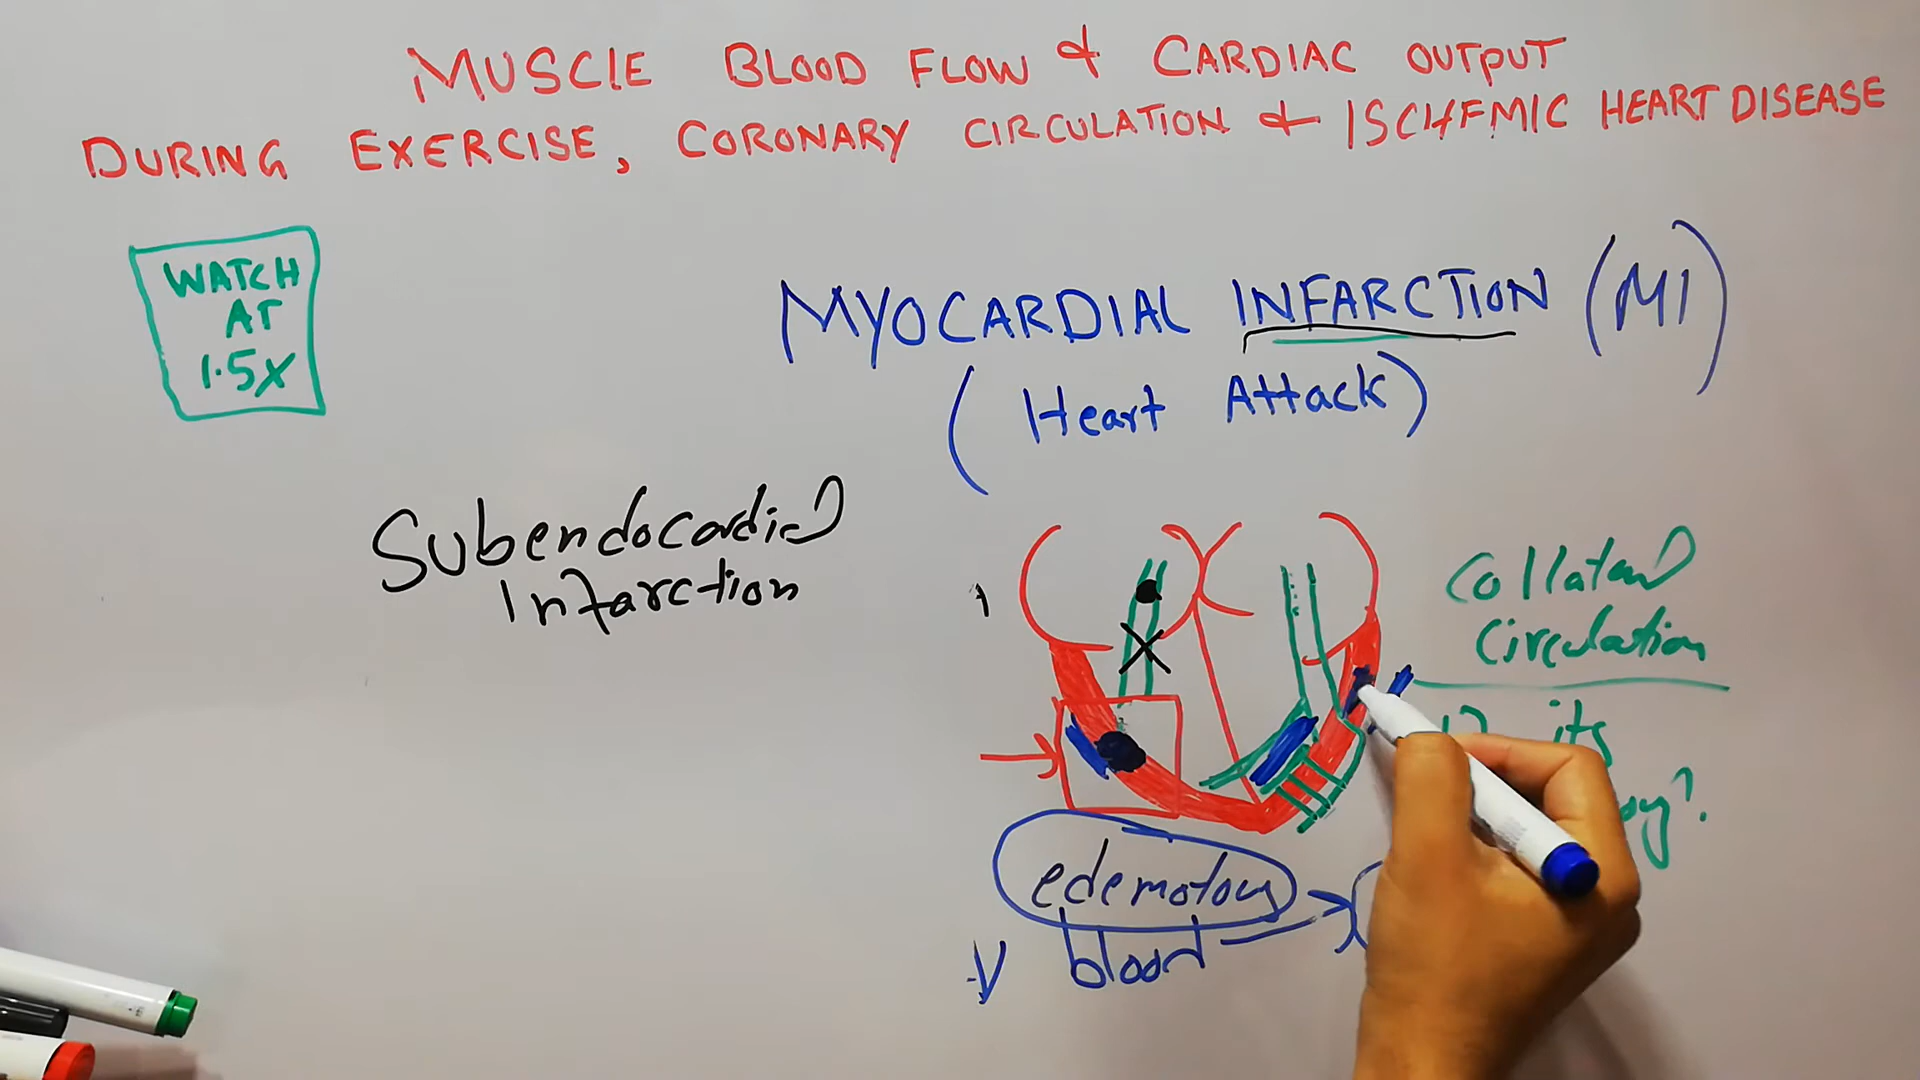 MUSCLE BLOOD FLOW & CARDIAC OUTPUT
DURING EXERCISE, CORONARY CIRCULATION & ISCHEMIC HEART DISEASE
WATCH
AT
1.5X
MYOCARDIAL INFARCTION (MI)
(Heart Attack)
Subendocardial
Infarction
Collateral
Circulation
its
edematous
blood